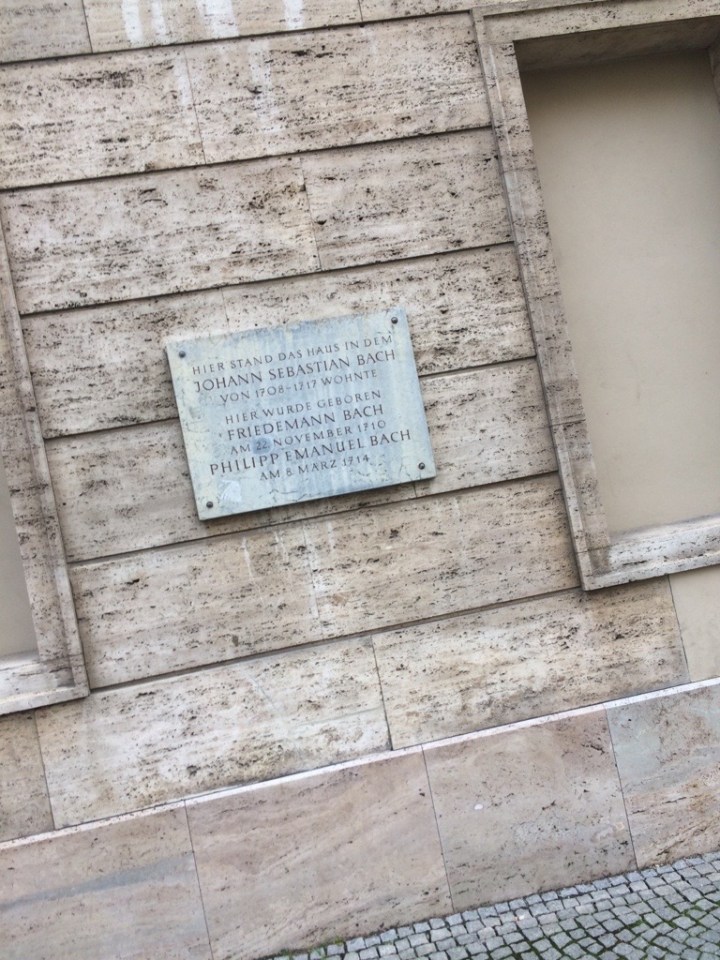 HIER STAND DAS HAUS IN DEM
JOHANN SEBASTIAN BACH
VON 1708-1717 WOHNTE
HIER WURDE GEBOREN
FRIEDEMANN BACH
AM 22. NOVEMBER 1710
PHILIPP EMANUEL BACH
AM 8. MÄRZ 1714